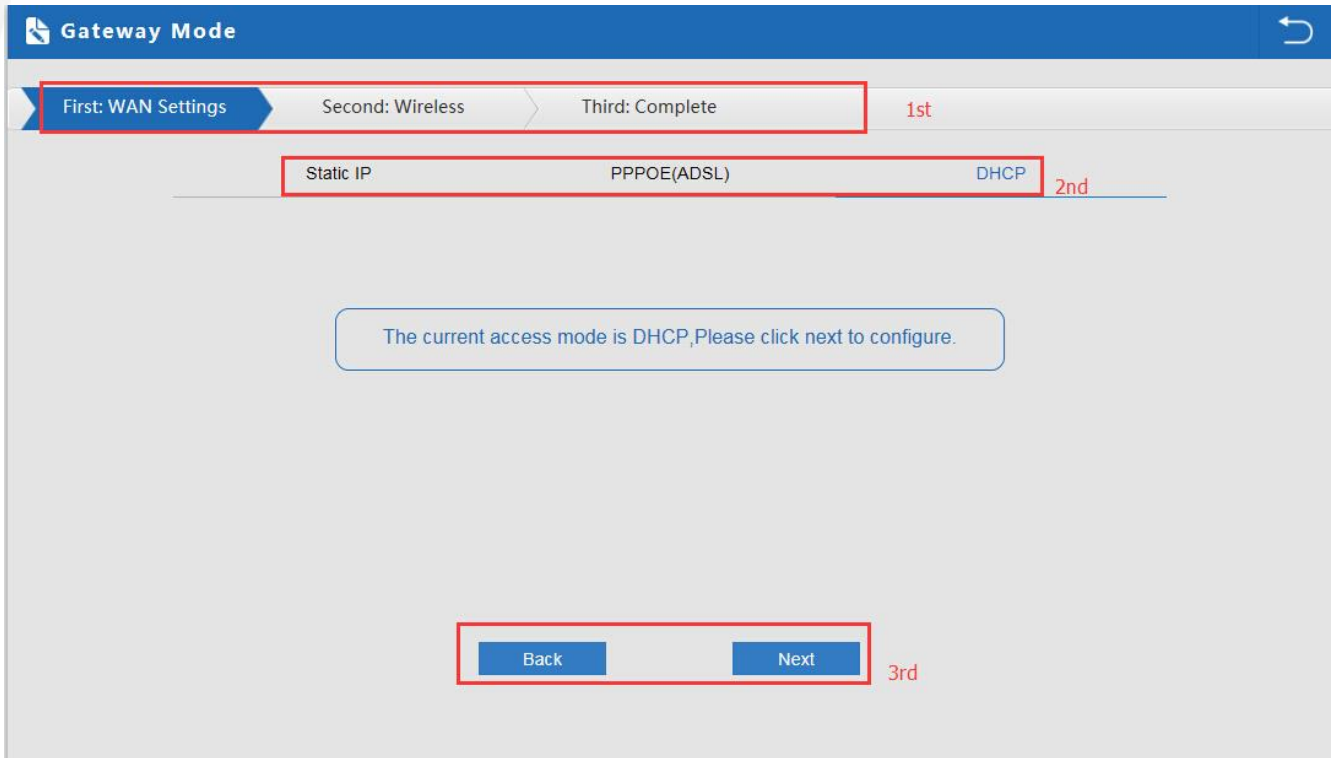 Gateway Mode
First: WAN Settings Second: Wireless Third: Complete 1st
Static IP PPPOE(ADSL) DHCP 2nd
The current access mode is DHCP,Please click next to configure.
Back Next 3rd